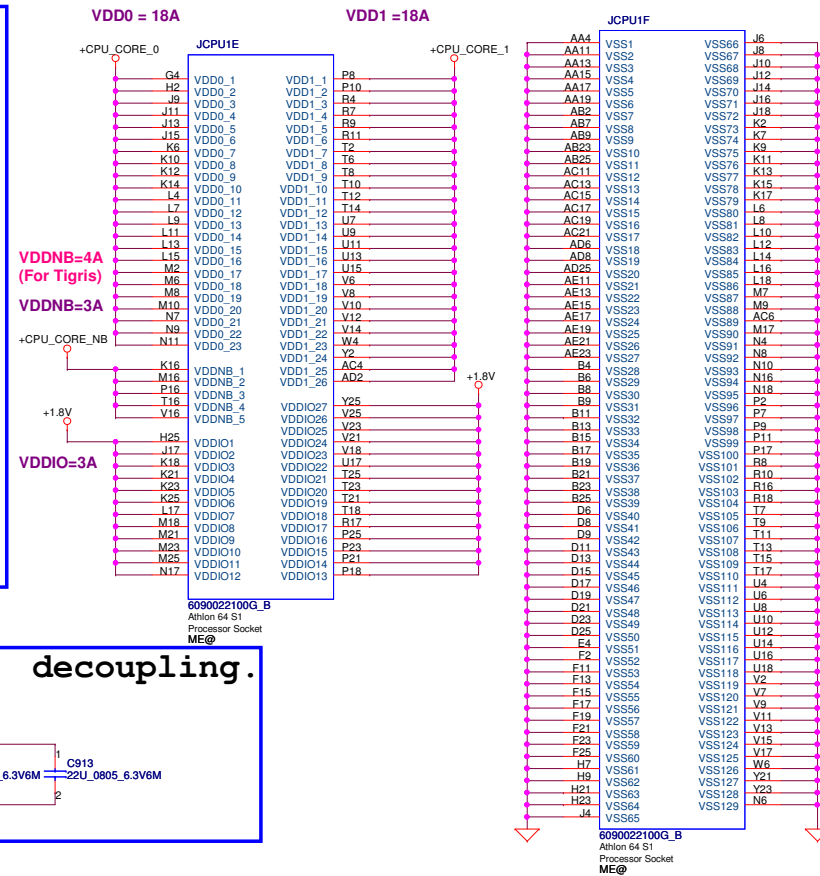 VDD0 = 18A
VDD1 =18A
+CPU_CORE_0
JCPU1E
+CPU_CORE_1
G4 VDD0_1 VDD1_1 P8
H2 VDD0_2 VDD1_2 P10
J9 VDD0_3 VDD1_3 R4
J11 VDD0_4 VDD1_4 R7
J13 VDD0_5 VDD1_5 R9
J15 VDD0_6 VDD1_6 R11
K6 VDD0_7 VDD1_7 T2
K10 VDD0_8 VDD1_8 T6
K12 VDD0_9 VDD1_9 T8
K14 VDD0_10 VDD1_10 T10
L4 VDD0_11 VDD1_11 T12
L7 VDD0_12 VDD1_12 T14
L9 VDD0_13 VDD1_13 U7
L11 VDD0_14 VDD1_14 U9
L13 VDD0_15 VDD1_15 U11
L15 VDD0_16 VDD1_16 U13
M2 VDD0_17 VDD1_17 U15
M6 VDD0_18 VDD1_18 V6
M8 VDD0_19 VDD1_19 V8
M10 VDD0_20 VDD1_20 V10
N7 VDD0_21 VDD1_21 V12
N9 VDD0_22 VDD1_22 V14
N11 VDD0_23 VDD1_23 W4
VDD1_24 Y2
VDD1_25 AC4
VDD1_26 AD2
VDDNB=4A
(For Tigris)
VDDNB=3A
+CPU_CORE_NB
K16 VDDNB_1
M16 VDDNB_2
P16 VDDNB_3
T16 VDDNB_4
V16 VDDNB_5
+1.8V
+1.8V
VDDIO=3A
H25 VDDIO1
J17 VDDIO2
K18 VDDIO3
K21 VDDIO4
K23 VDDIO5
K25 VDDIO6
L17 VDDIO7
M18 VDDIO8
M21 VDDIO9
M23 VDDIO10
M25 VDDIO11
N17 VDDIO12
VDDIO27 Y25
VDDIO26 V25
VDDIO25 V23
VDDIO24 V21
VDDIO23 V18
VDDIO22 U17
VDDIO21 T25
VDDIO20 T23
VDDIO19 T21
VDDIO18 T18
VDDIO17 R17
VDDIO16 P25
VDDIO15 P23
VDDIO14 P21
VDDIO13 P18
6090022100G_B
Athlon 64 S1
Processor Socket
ME@
decoupling.
_6.3V6M
1
C913
22U_0805_6.3V6M
2
JCPU1F
AA4 VSS1 VSS66 J6
AA11 VSS2 VSS67 J8
AA13 VSS3 VSS68 J10
AA15 VSS4 VSS69 J12
AA17 VSS5 VSS70 J14
AA19 VSS6 VSS71 J16
AB2 VSS7 VSS72 J18
AB7 VSS8 VSS73 K2
AB9 VSS9 VSS74 K7
AB23 VSS10 VSS75 K9
AB25 VSS11 VSS76 K11
AC11 VSS12 VSS77 K13
AC13 VSS13 VSS78 K15
AC15 VSS14 VSS79 K17
AC17 VSS15 VSS80 L6
AC19 VSS16 VSS81 L8
AC21 VSS17 VSS82 L10
AD6 VSS18 VSS83 L12
AD8 VSS19 VSS84 L14
AD25 VSS20 VSS85 L16
AE11 VSS21 VSS86 L18
AE13 VSS22 VSS87 M7
AE15 VSS23 VSS88 M9
AE17 VSS24 VSS89 AC6
AE19 VSS25 VSS90 M17
AE21 VSS26 VSS91 N4
AE23 VSS27 VSS92 N8
B4 VSS28 VSS93 N10
B6 VSS29 VSS94 N16
B8 VSS30 VSS95 N18
B9 VSS31 VSS96 P2
B11 VSS32 VSS97 P7
B13 VSS33 VSS98 P9
B15 VSS34 VSS99 P11
B17 VSS35 VSS100 P17
B19 VSS36 VSS101 R8
B21 VSS37 VSS102 R10
B23 VSS38 VSS103 R16
B25 VSS39 VSS104 R18
D6 VSS40 VSS105 T7
D8 VSS41 VSS106 T9
D9 VSS42 VSS107 T11
D11 VSS43 VSS108 T13
D13 VSS44 VSS109 T15
D15 VSS45 VSS110 T17
D17 VSS46 VSS111 U4
D19 VSS47 VSS112 U6
D21 VSS48 VSS113 U8
D23 VSS49 VSS114 U10
D25 VSS50 VSS115 U12
E4 VSS51 VSS116 U14
F2 VSS52 VSS117 U16
F11 VSS53 VSS118 U18
F13 VSS54 VSS119 V2
F15 VSS55 VSS120 V7
F17 VSS56 VSS121 V9
F19 VSS57 VSS122 V11
F21 VSS58 VSS123 V13
F23 VSS59 VSS124 V15
F25 VSS60 VSS125 V17
H7 VSS61 VSS126 W6
H9 VSS62 VSS127 Y21
H21 VSS63 VSS128 Y23
H23 VSS64 VSS129 N6
J4 VSS65
6090022100G_B
Athlon 64 S1
Processor Socket
ME@